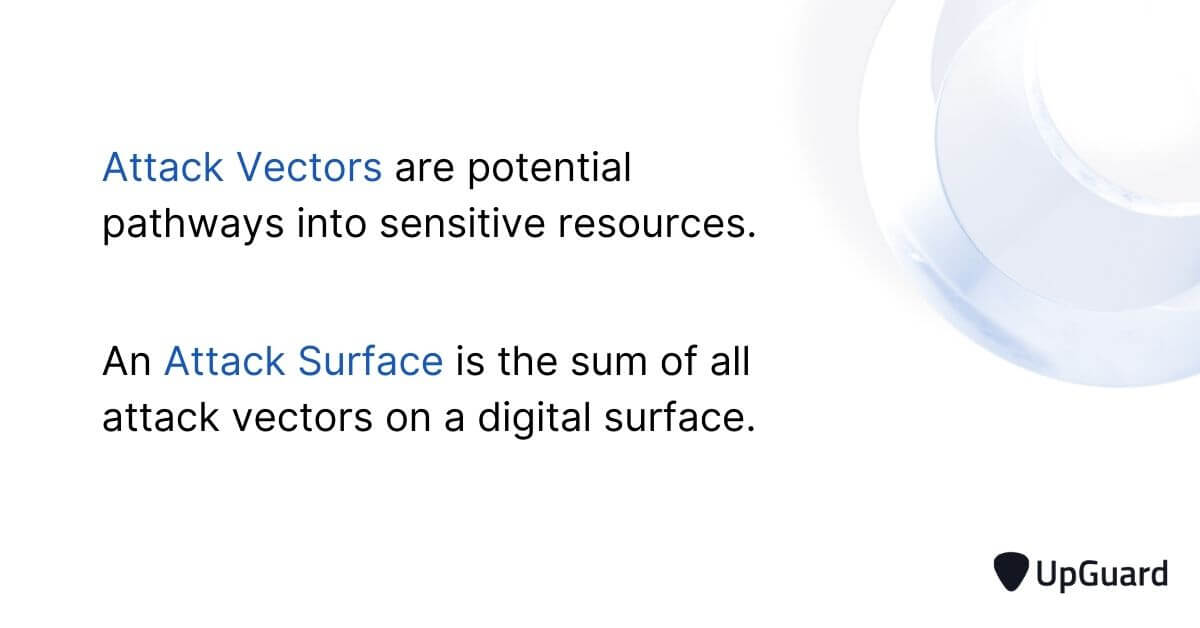 Attack Vectors are potential
pathways into sensitive resources.
An Attack Surface is the sum of all
attack vectors on a digital surface.
UpGuard